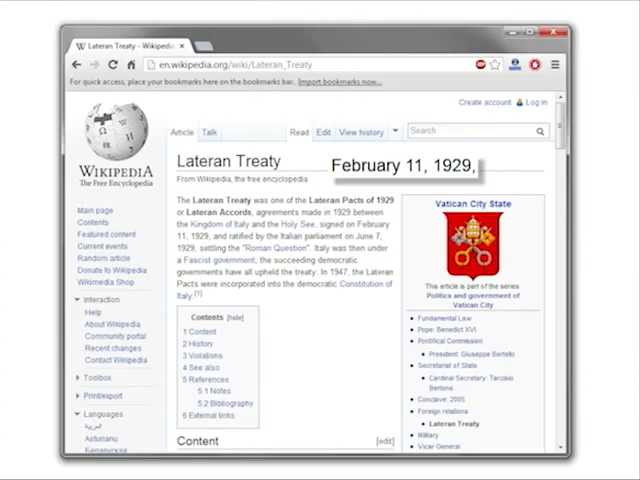 Lateran Treaty - Wikipedia
en.wikipedia.org/wiki/Lateran_Treaty
For quick access, place your bookmarks here on the bookmarks bar. Import bookmarks now...
Create account Log in
Article Talk Read Edit View history Search
WIKIPEDIA
The Free Encyclopedia
Main page
Contents
Featured content
Current events
Random article
Donate to Wikipedia
Wikimedia Shop
Interaction
Help
About Wikipedia
Community portal
Recent changes
Contact Wikipedia
Toolbox
Print/export
Languages
العربية
Asturianu
Беларуская
Lateran Treaty
February 11, 1929,
From Wikipedia, the free encyclopedia
The Lateran Treaty was one of the Lateran Pacts of 1929
or Lateran Accords, agreements made in 1929 between
the Kingdom of Italy and the Holy See, signed on February
11, 1929, and ratified by the Italian parliament on June 7,
1929, settling the "Roman Question". Italy was then under
a Fascist government; the succeeding democratic
governments have all upheld the treaty. In 1947, the Lateran
Pacts were incorporated into the democratic Constitution of
Italy.[1]
Contents [hide]
1 Content
2 History
3 Violations
4 See also
5 References
5.1 Notes
5.2 Bibliography
6 External links
Content [edit]
Vatican City State
This article is part of the series:
Politics and government of
Vatican City
Fundamental Law
Pope: Benedict XVI
Pontifical Commission
President: Giuseppe Bertello
Secretariat of State
Cardinal Secretary: Tarcisio
Bertone
Conclave: 2005
Foreign relations
Lateran Treaty
Military
Vicar General